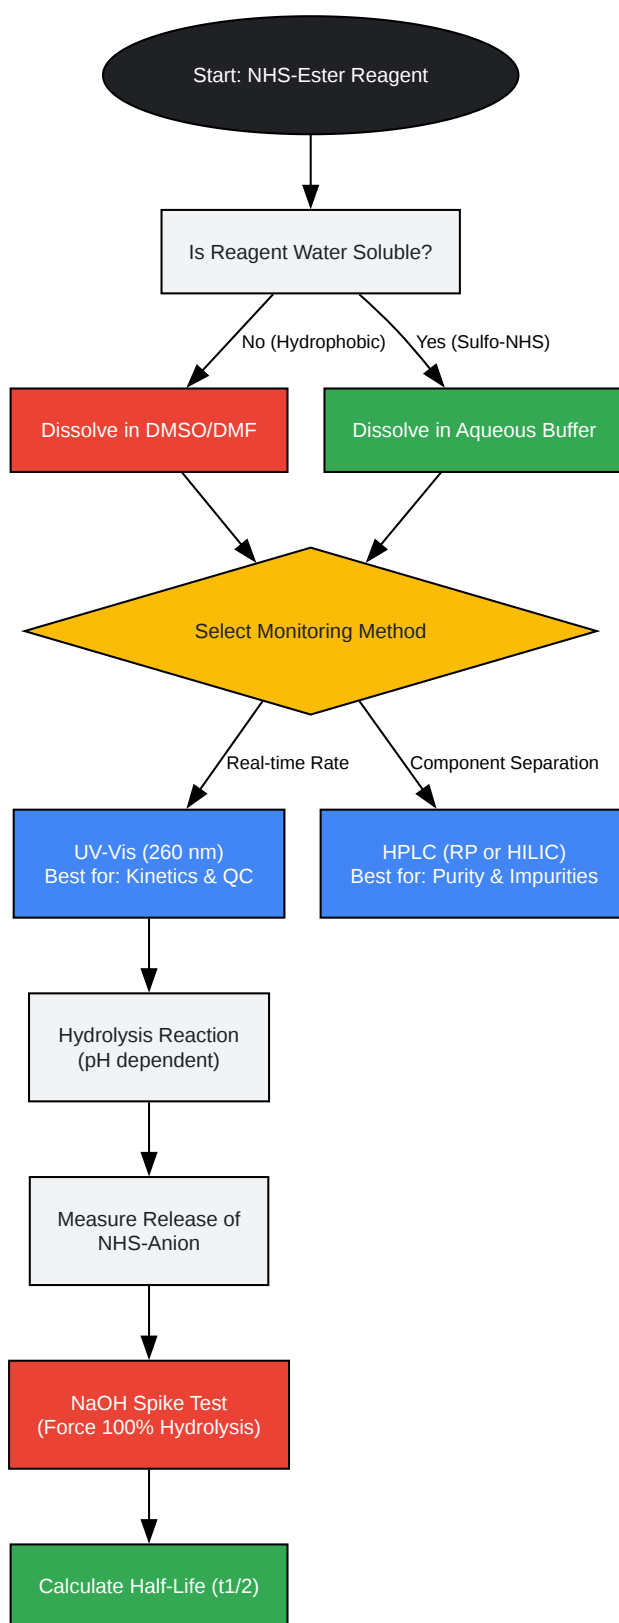 Start: NHS-Ester Reagent
Is Reagent Water Soluble?
No (Hydrophobic)
Yes (Sulfo-NHS)
Dissolve in DMSO/DMF
Dissolve in Aqueous Buffer
Select Monitoring Method
Real-time Rate
Component Separation
UV-Vis (260 nm)
Best for: Kinetics & QC
HPLC (RP or HILIC)
Best for: Purity & Impurities
Hydrolysis Reaction
(pH dependent)
Measure Release of
NHS-Anion
NaOH Spike Test
(Force 100% Hydrolysis)
Calculate Half-Life (t1/2)